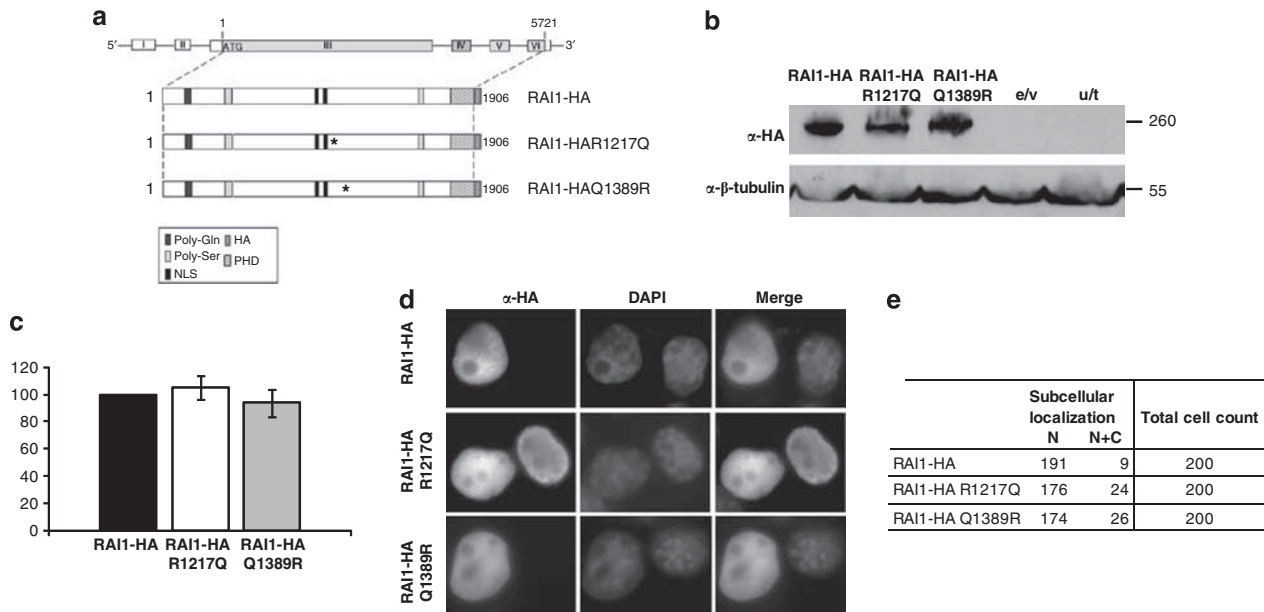 a
1
5721
5′
I
II
ATG
III
IV
V
VI
3′
1
1906
RAI1-HA
1
*
1906
RAI1-HAR1217Q
1
*
1906
RAI1-HAQ1389R
Poly-Gln
HA
Poly-Ser
PHD
NLS
b
RAI1-HA
RAI1-HA
R1217Q
RAI1-HA
Q1389R
e/v
u/t
α-HA
260
α-β-tubulin
55
c
120
100
80
60
40
20
0
RAI1-HA
RAI1-HA
R1217Q
RAI1-HA
Q1389R
d
α-HA
DAPI
Merge
RAI1-HA
RAI1-HA
R1217Q
RAI1-HA
Q1389R
e
Subcellular
localization
Total cell count
N N+C
RAI1-HA 191 9 200
RAI1-HA R1217Q 176 24 200
RAI1-HA Q1389R 174 26 200